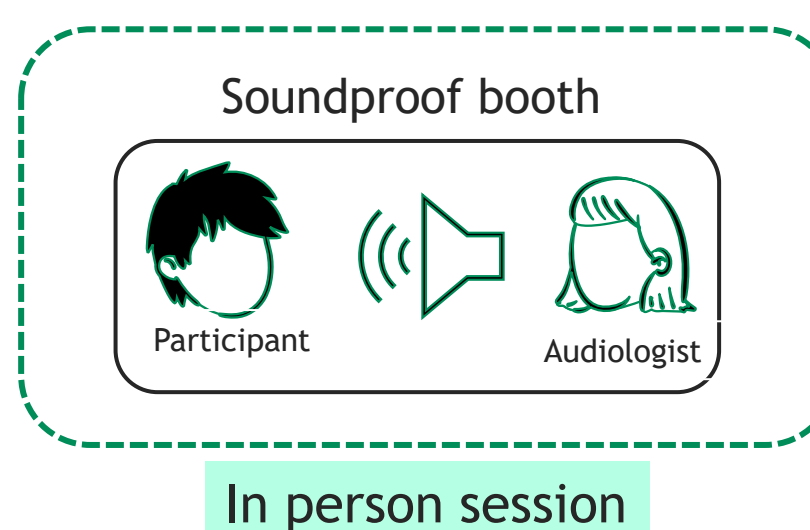 Soundproof booth
Participant
Audiologist
In person session